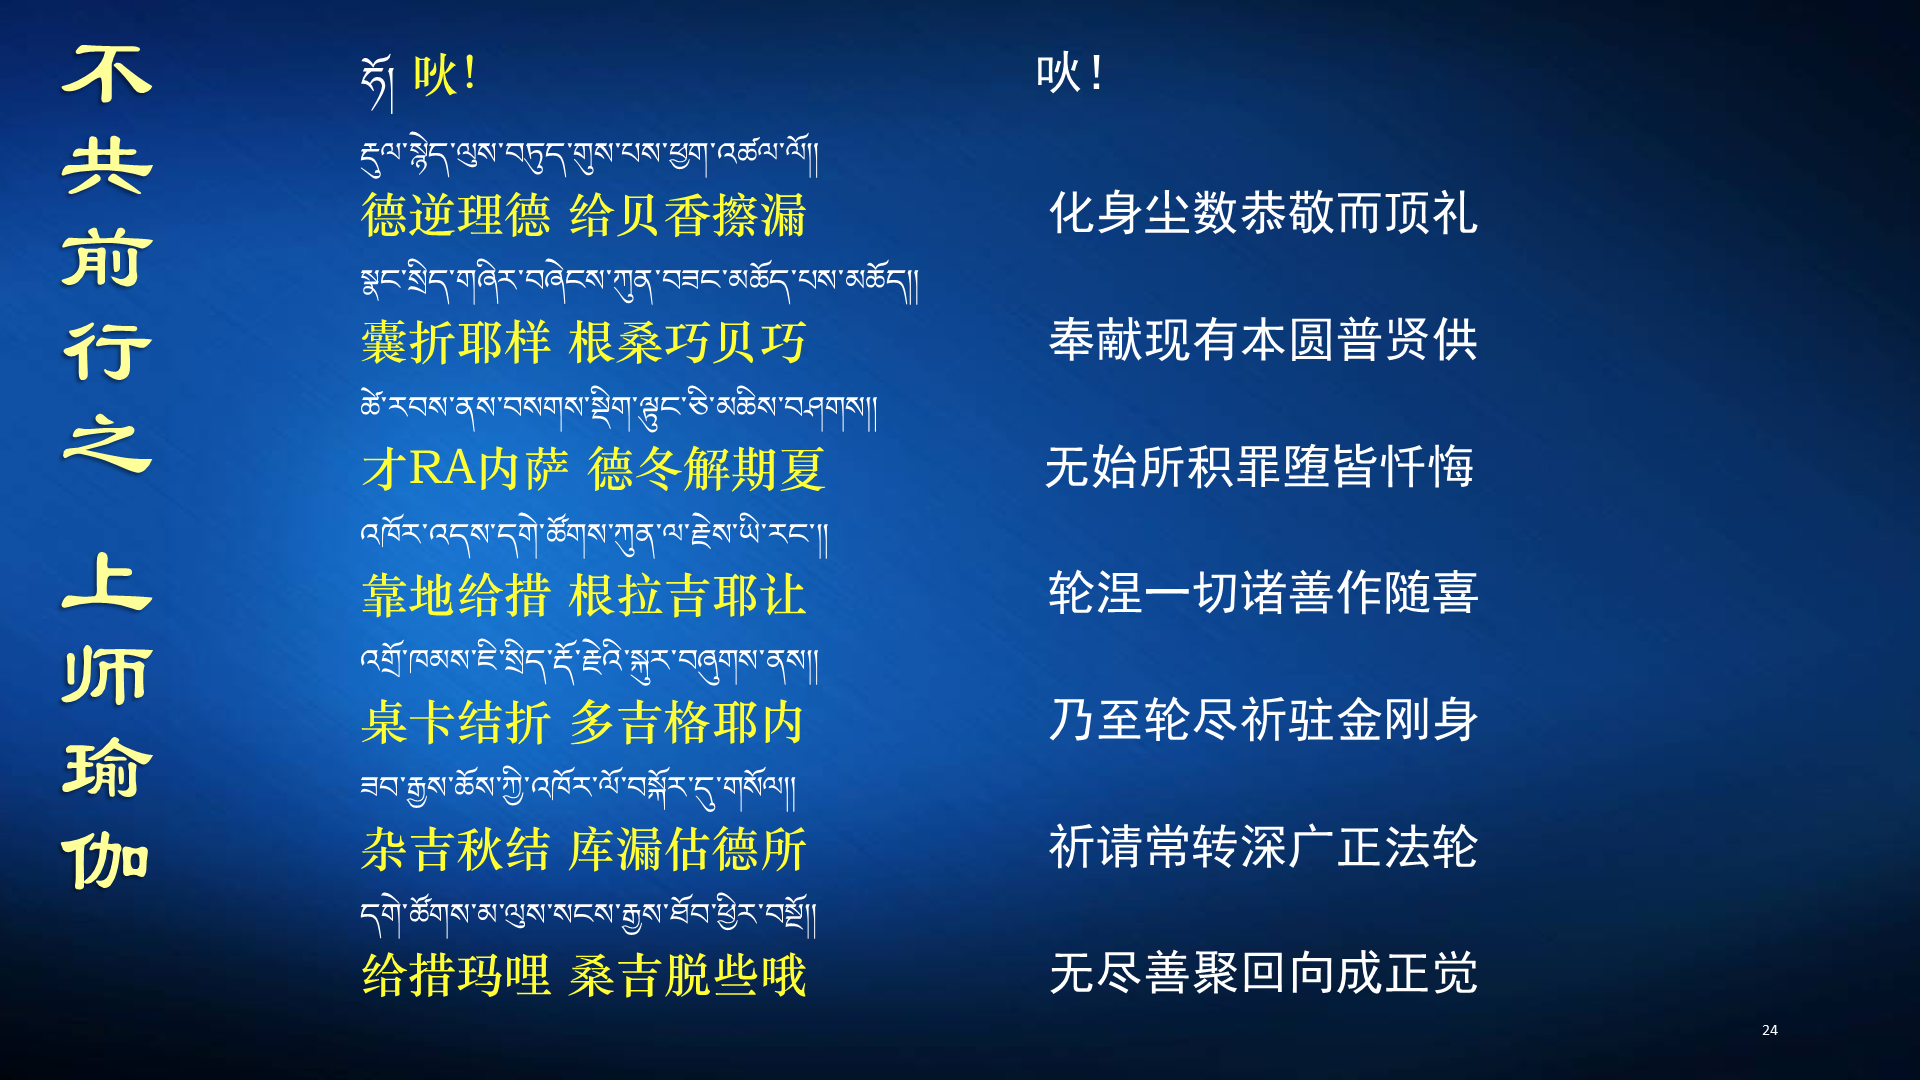 不共前行之 上师瑜伽
ཧོ། 吙！
吙！
རྡུལ་སྙེད་ལུས་བཏུད་གུས་པས་ཕྱག་འཚལ་ལོ།།
德逆理德 给贝香擦漏
化身尘数恭敬而顶礼
སྣང་སྲིད་གཞིར་བཞེངས་ཀུན་བཟང་མཆོད་པས་མཆོད།།
囊折耶样 根桑巧贝巧
奉献现有本圆普贤供
ཚེ་རབས་ནས་བསགས་སྡིག་ལྟུང་ཅི་མཆིས་བཤགས།།
才RA内萨 德冬解期夏
无始所积罪堕皆忏悔
འཁོར་འདས་དགེ་ཚོགས་ཀུན་ལ་རྗེས་ཡི་རང་།།
靠地给措 根拉吉耶让
轮涅一切诸善作随喜
འགྲོ་ཁམས་ཇི་སྲིད་རྡོ་རྗེའི་སྐུར་བཞུགས་ནས།།
桌卡结折 多吉格耶内
乃至轮尽祈驻金刚身
ཟབ་རྒྱས་ཆོས་ཀྱི་འཁོར་ལོ་བསྐོར་དུ་གསོལ།།
杂吉秋结 库漏估德所
祈请常转深广正法轮
དགེ་ཚོགས་མ་ལུས་སངས་རྒྱས་ཐོབ་ཕྱིར་བསྔོ།།
给措玛哩 桑吉脱些哦
无尽善聚回向成正觉
24